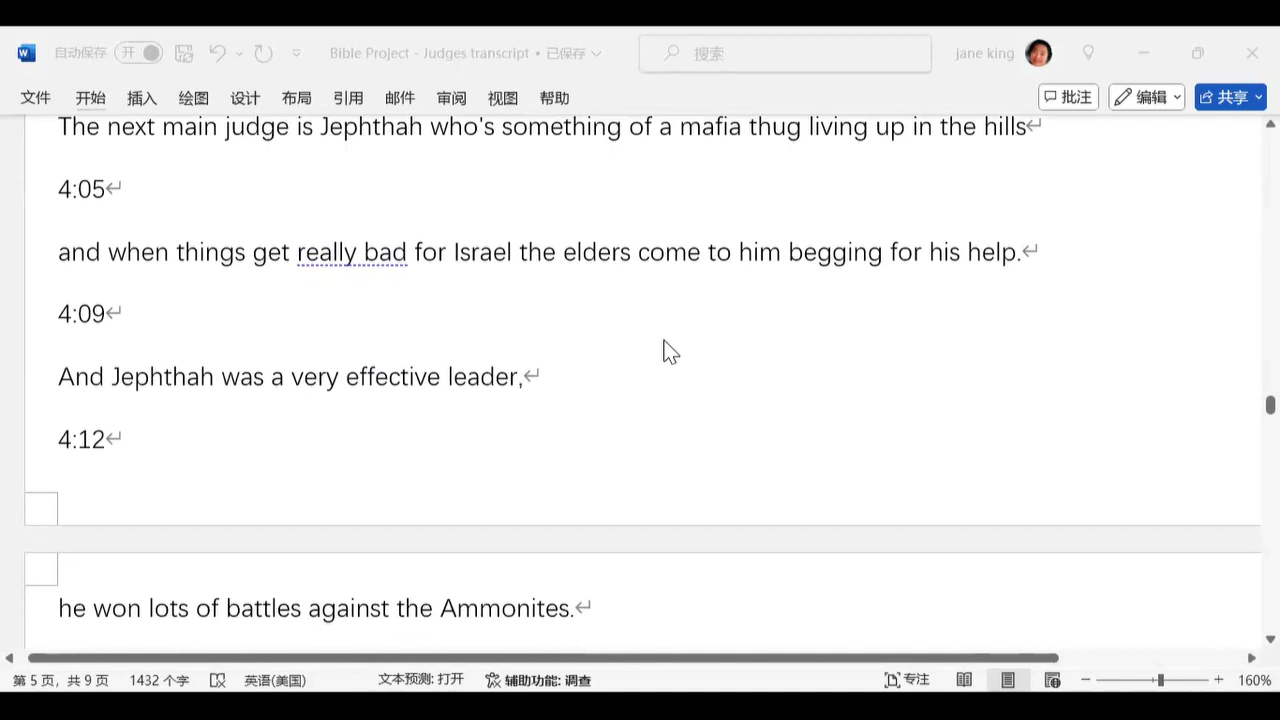 自动保存 开 Bible Project - Judges transcript • 已保存 搜索 jane king
文件 开始 插入 绘图 设计 布局 引用 邮件 审阅 视图 帮助 批注 编辑 共享
The next main judge is Jephthah who's something of a mafia thug living up in the hills
4:05
and when things get really bad for Israel the elders come to him begging for his help.
4:09
And Jephthah was a very effective leader,
4:12
he won lots of battles against the Ammonites.
第 5 页，共 9 页 1432 个字 英语(美国) 文本预测: 打开 辅助功能: 调查 专注 160%